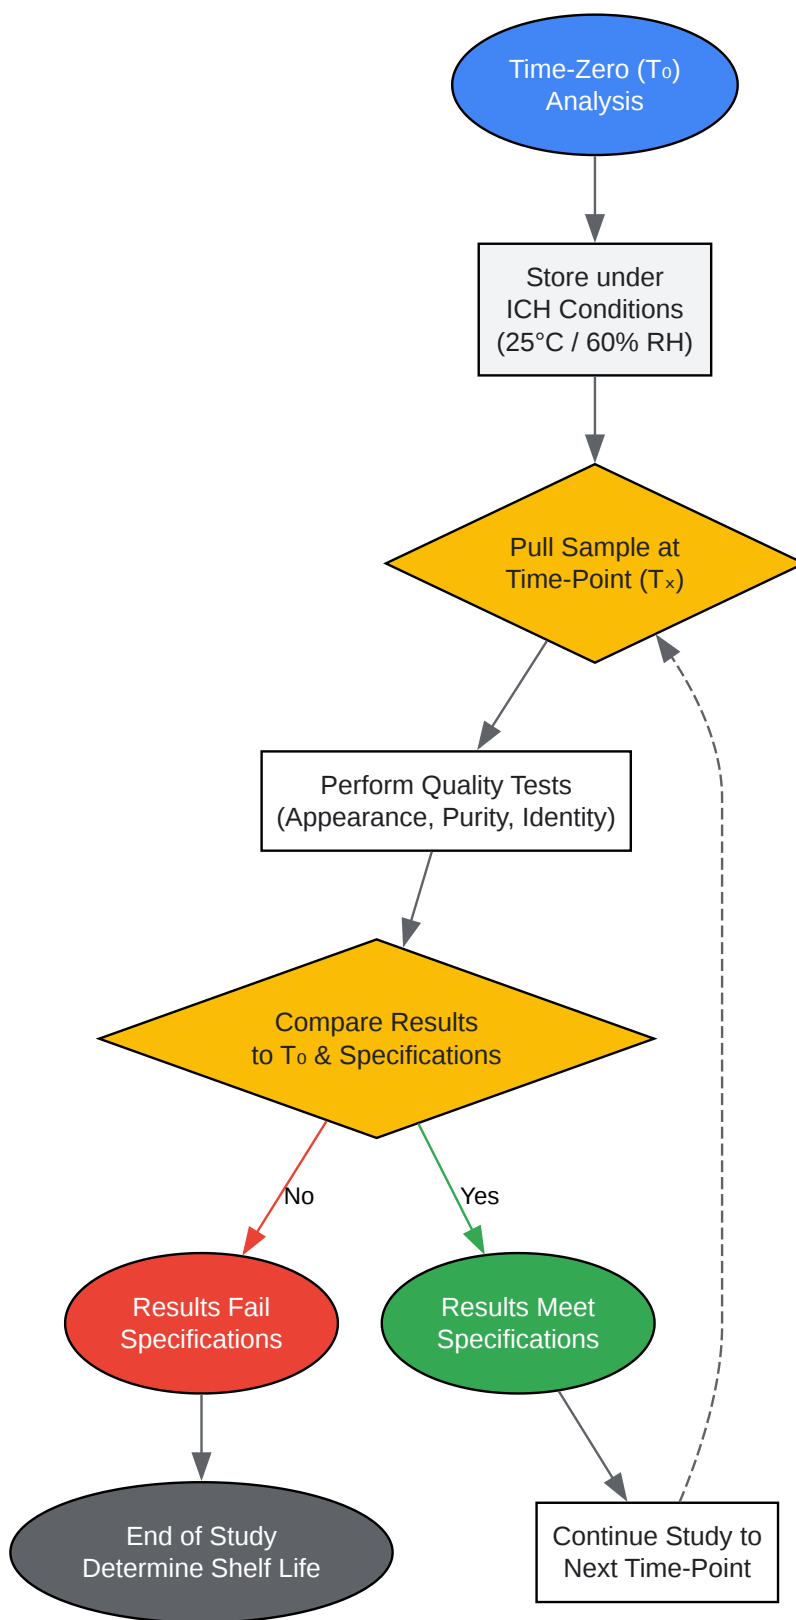 Time-Zero (T₀)
Analysis
Store under
ICH Conditions
(25°C / 60% RH)
Pull Sample at
Time-Point (Tₓ)
Perform Quality Tests
(Appearance, Purity, Identity)
Compare Results
to T₀ & Specifications
No
Yes
Results Fail
Specifications
Results Meet
Specifications
End of Study
Determine Shelf Life
Continue Study to
Next Time-Point